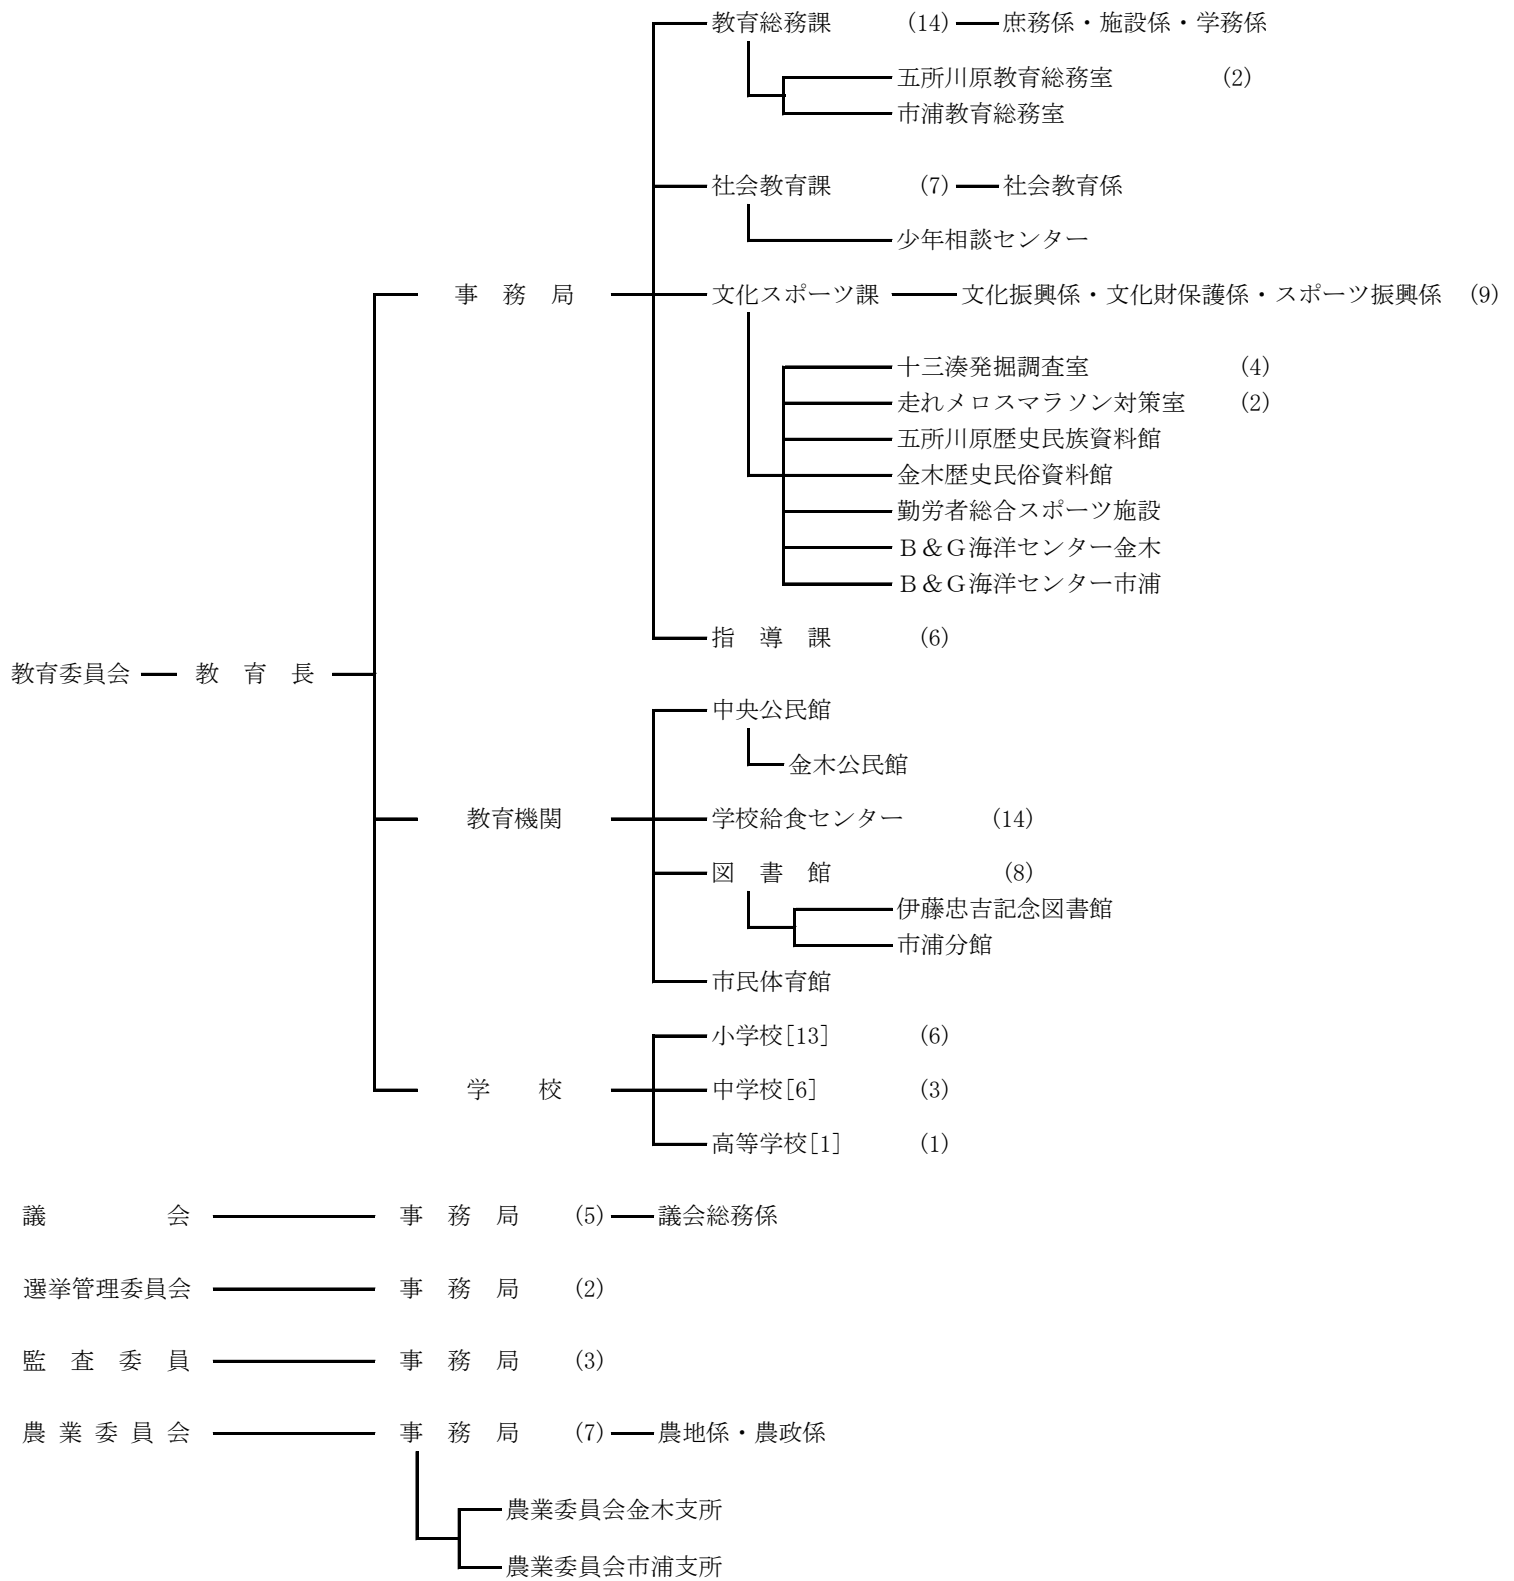 教育総務課 (14) 庶務係・施設係・学務係
五所川原教育総務室 (2)
市浦教育総務室
社会教育課 (7) 社会教育係
少年相談センター
事務局 文化スポーツ課 文化振興係・文化財保護係・スポーツ振興係 (9)
十三湊発掘調査室 (4)
走れメロスマラソン対策室 (2)
五所川原歴史民族資料館
金木歴史民俗資料館
勤労者総合スポーツ施設
Ｂ＆Ｇ海洋センター金木
Ｂ＆Ｇ海洋センター市浦
指導課 (6)
教育委員会 教育長
中央公民館
金木公民館
教育機関 学校給食センター (14)
図書館 (8)
伊藤忠吉記念図書館
市浦分館
市民体育館
小学校[13] (6)
学校 中学校[6] (3)
高等学校[1] (1)
議会 事務局 (5) 議会総務係
選挙管理委員会 事務局 (2)
監査委員 事務局 (3)
農業委員会 事務局 (7) 農地係・農政係
農業委員会金木支所
農業委員会市浦支所